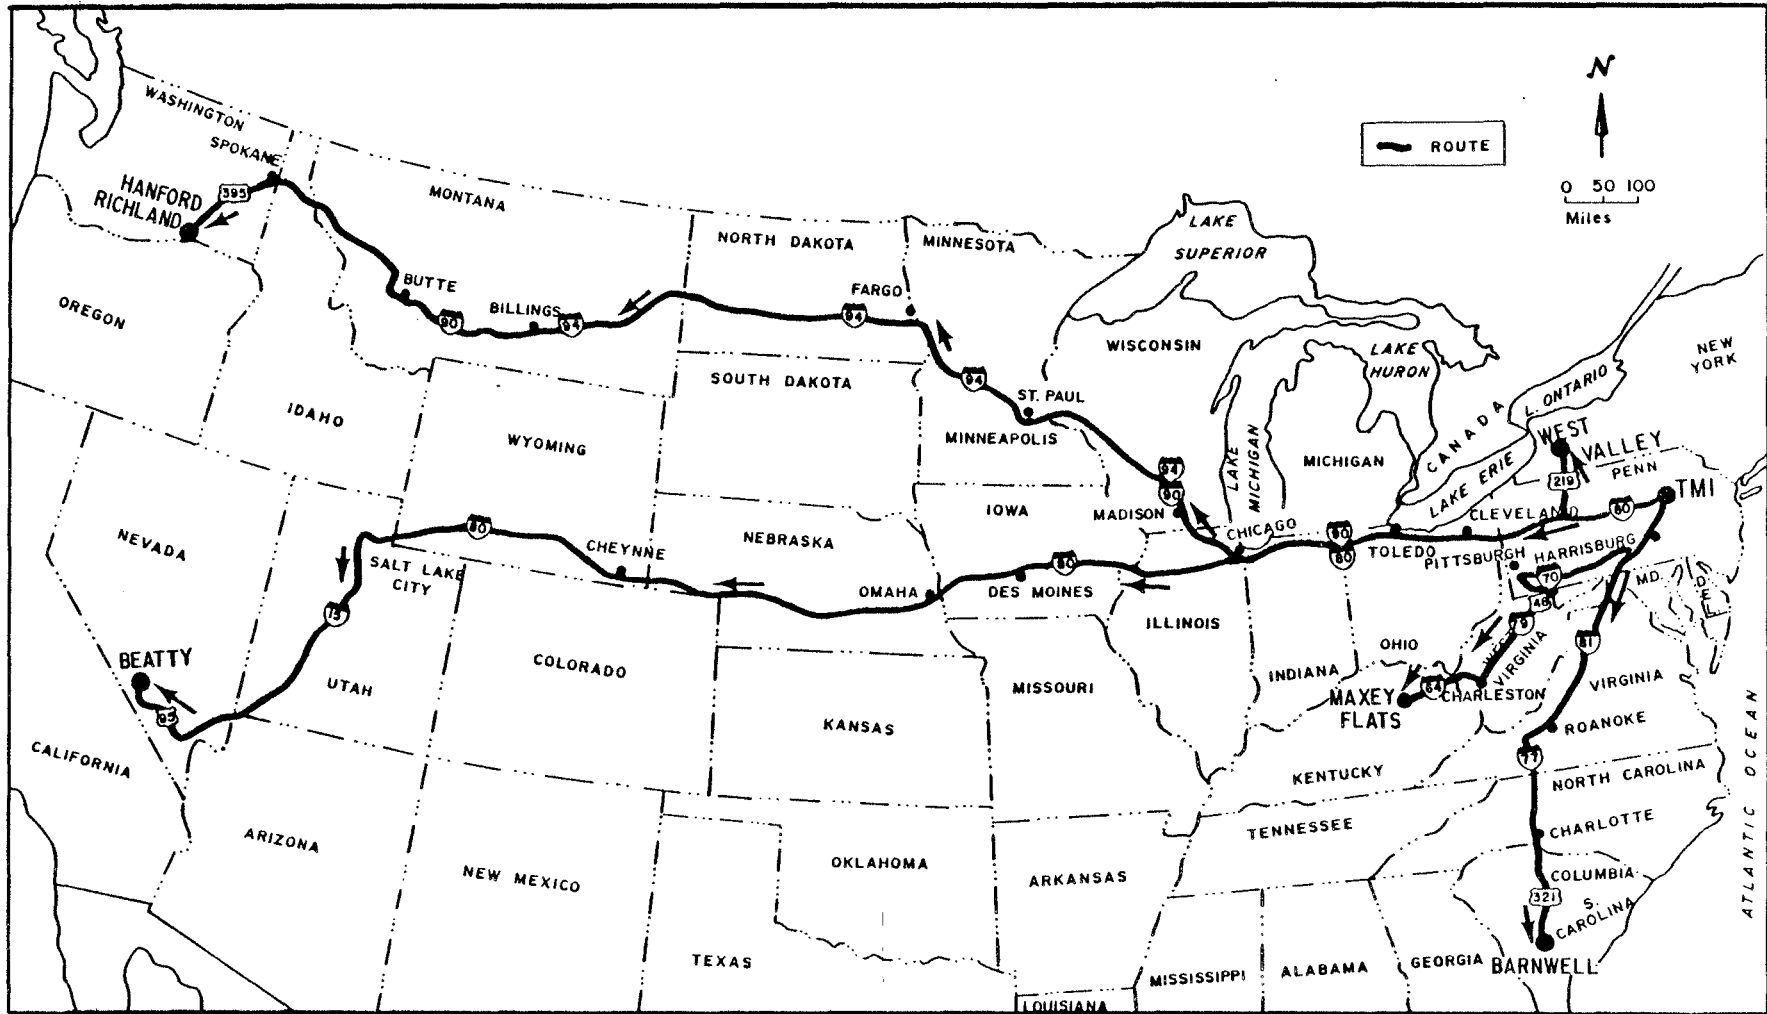 N
ROUTE
0 50 100
Miles
WASHINGTON
SPOKANE
HANFORD
RICHLAND
395
MONTANA
BUTTE
90
BILLINGS
94
NORTH DAKOTA
94
FARGO
MINNESOTA
94
ST. PAUL
MINNEAPOLIS
LAKE
SUPERIOR
WISCONSIN
LAKE
HURON
LAKE
MICHIGAN
MICHIGAN
CANADA
L. ONTARIO
LAKE ERIE
NEW
YORK
WEST
VALLEY
219
PENN
TMI
80
OREGON
IDAHO
WYOMING
SOUTH DAKOTA
IOWA
94
90
MADISON
CHICAGO
90
80
TOLEDO
CLEVELAND
PITTSBURGH
HARRISBURG
70
48
79
MD.
DEL.
NEVADA
SALT LAKE
CITY
80
CHEYNNE
NEBRASKA
OMAHA
DES MOINES
80
ILLINOIS
INDIANA
OHIO
WEST
VIRGINIA
81
VIRGINIA
15
BEATTY
95
UTAH
COLORADO
KANSAS
MISSOURI
MAXEY
FLATS
64
CHARLESTON
ROANOKE
77
KENTUCKY
NORTH CAROLINA
CALIFORNIA
ARIZONA
NEW MEXICO
OKLAHOMA
ARKANSAS
TENNESSEE
CHARLOTTE
COLUMBIA
321
S.
CAROLINA
ATLANTIC OCEAN
TEXAS
LOUISIANA
MISSISSIPPI
ALABAMA
GEORGIA
BARNWELL